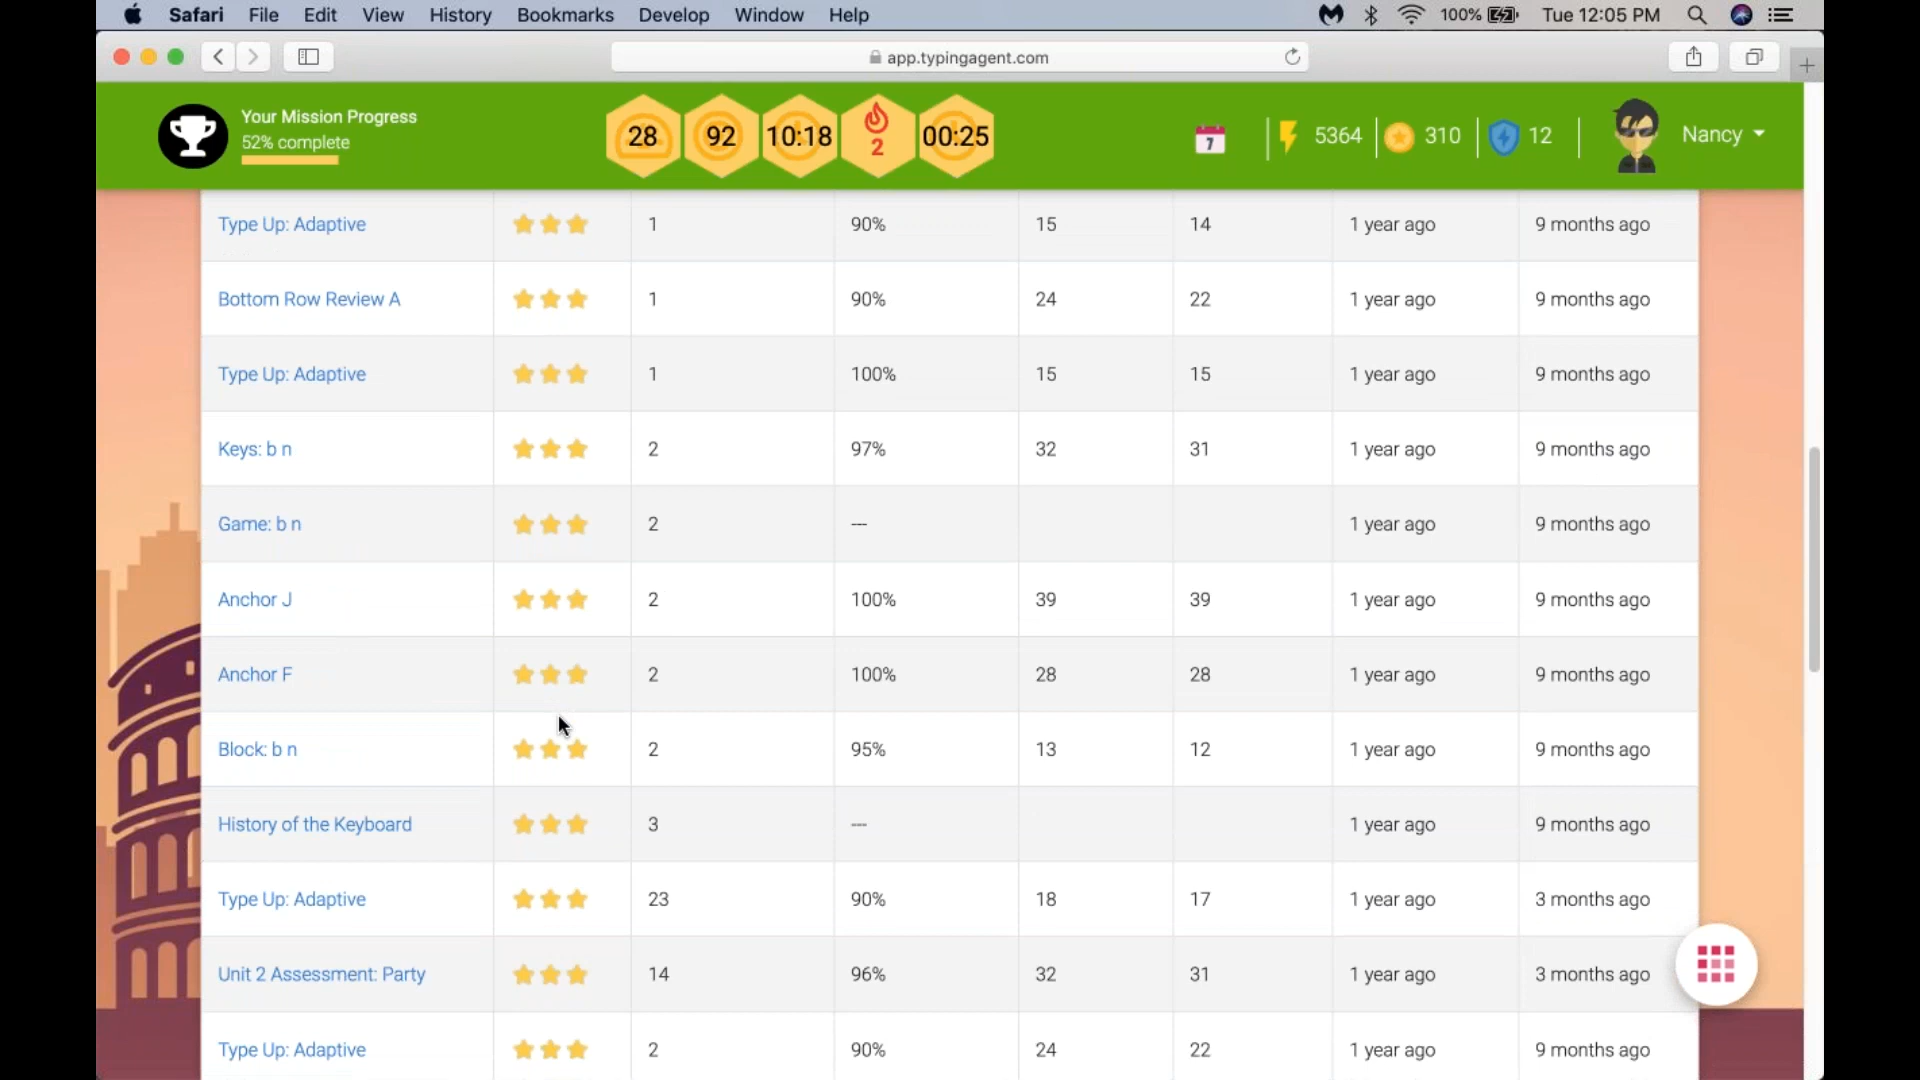 Safari File Edit View History Bookmarks Develop Window Help 100% Tue 12:05 PM
app.typingagent.com
Your Mission Progress
52% complete
28 92 10:18 2 00:25 7 5364 310 12 Nancy
Type Up: Adaptive 1 90% 15 14 1 year ago 9 months ago
Bottom Row Review A 1 90% 24 22 1 year ago 9 months ago
Type Up: Adaptive 1 100% 15 15 1 year ago 9 months ago
Keys: b n 2 97% 32 31 1 year ago 9 months ago
Game: b n 2 --- 1 year ago 9 months ago
Anchor J 2 100% 39 39 1 year ago 9 months ago
Anchor F 2 100% 28 28 1 year ago 9 months ago
Block: b n 2 95% 13 12 1 year ago 9 months ago
History of the Keyboard 3 --- 1 year ago 9 months ago
Type Up: Adaptive 23 90% 18 17 1 year ago 3 months ago
Unit 2 Assessment: Party 14 96% 32 31 1 year ago 3 months ago
Type Up: Adaptive 2 90% 24 22 1 year ago 9 months ago